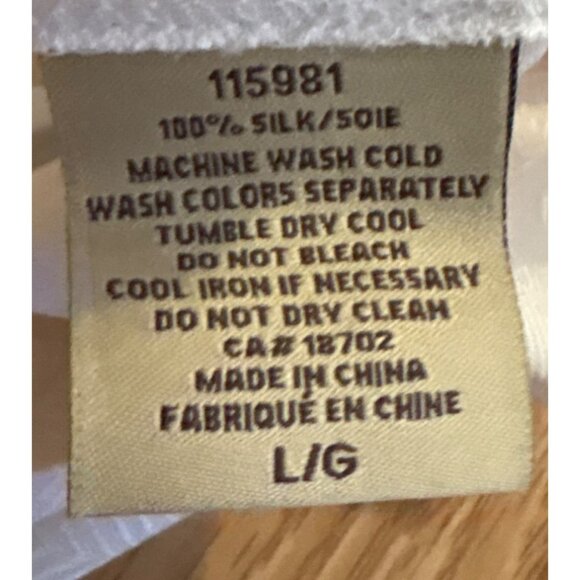 115981
100% SILK/SOIE
MACHINE WASH COLD
WASH COLORS SEPARATELY
TUMBLE DRY COOL
DO NOT BLEACH
COOL IRON IF NECESSARY
DO NOT DRY CLEAN
CA# 18702
MADE IN CHINA
FABRIQUÉ EN CHINE
L/G